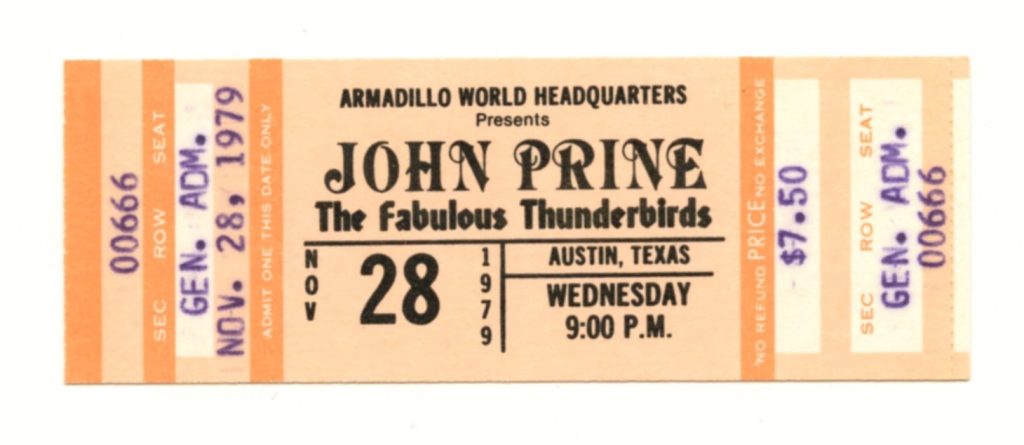 00666
SEC ROW SEAT
GEN. ADM.
NOV. 28, 1979
ADMIT ONE THIS DATE ONLY
ARMADILLO WORLD HEADQUARTERS
Presents
JOHN PRINE
The Fabulous Thunderbirds
NOV
28
1979
AUSTIN, TEXAS
WEDNESDAY
9:00 P.M.
NO REFUND PRICE NO EXCHANGE
$7.50
SEC ROW SEAT
GEN. ADM.
00666